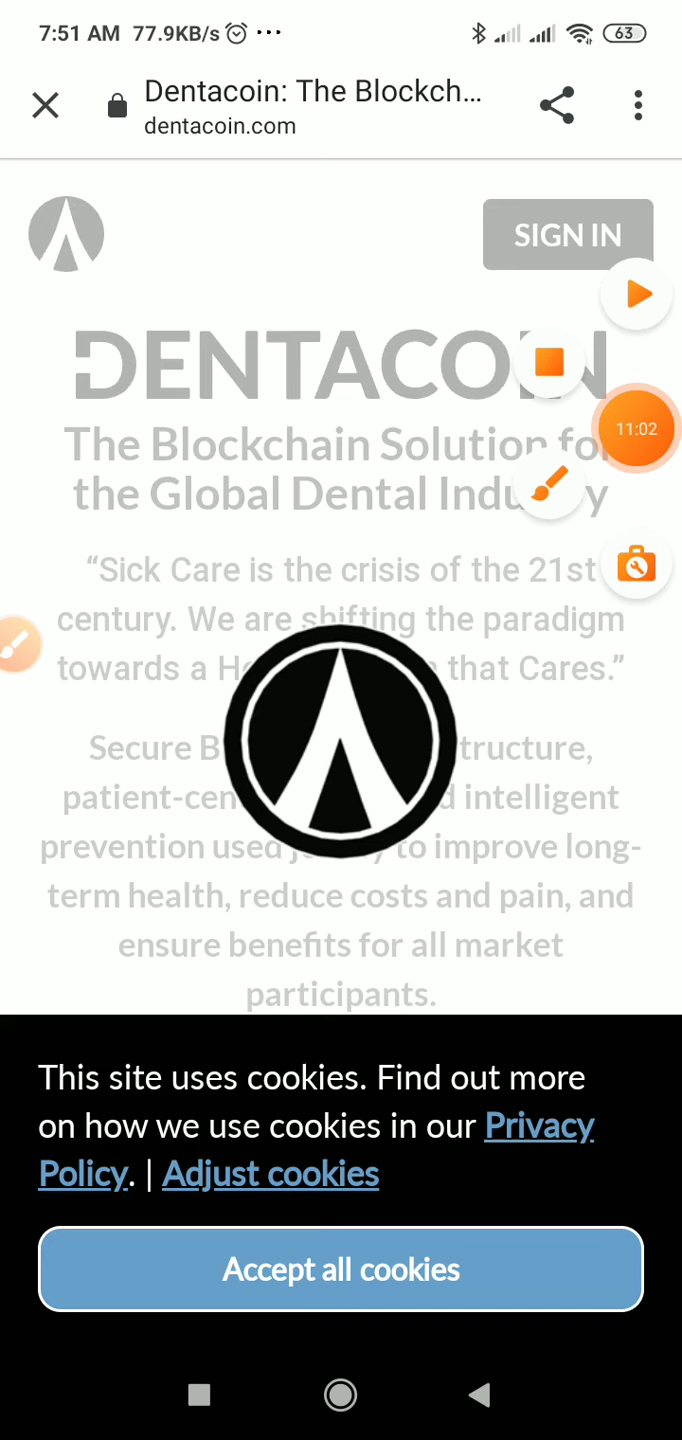 7:51 AM 77.9KB/s ··· 63
Dentacoin: The Blockch...
dentacoin.com
SIGN IN
DENTACOIN
The Blockchain Solution for
11:02
the Global Dental Industry
“Sick Care is the crisis of the 21st
century. We are shifting the paradigm
towards a that Cares.”
Secure
patient-cen intelligent
prevention used to improve long-
term health, reduce costs and pain, and
ensure benefits for all market
participants.
This site uses cookies. Find out more
on how we use cookies in our Privacy
Policy. | Adjust cookies
Accept all cookies